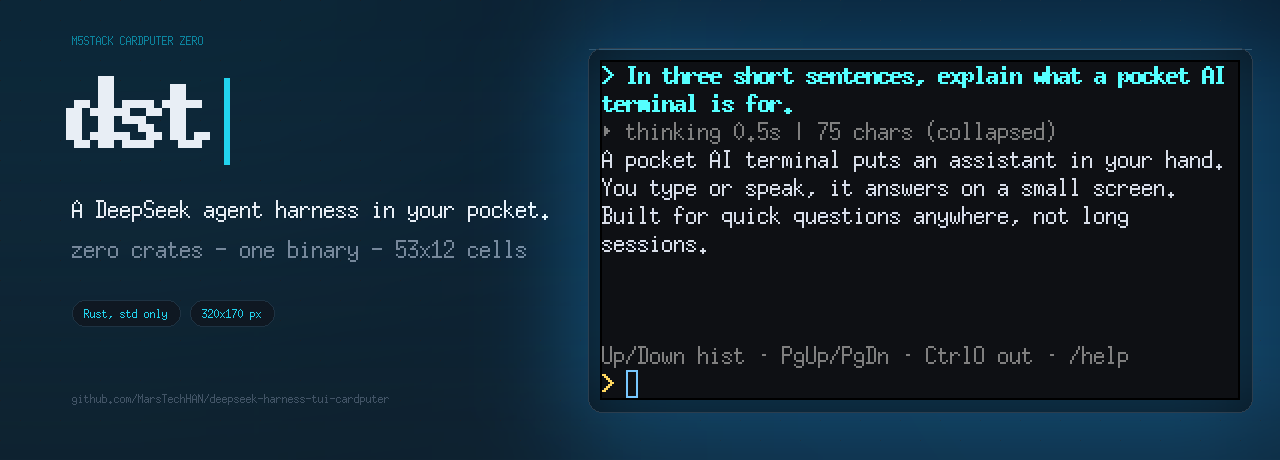 M5STACK CARDPUTER ZERO
dst
A DeepSeek agent harness in your pocket.
zero crates - one binary - 53x12 cells
Rust, std only
320x170 px
github.com/MarsTechHAN/deepseek-harness-tui-cardputer
> In three short sentences, explain what a pocket AI
terminal is for.
▸ thinking 0.5s | 75 chars (collapsed)
A pocket AI terminal puts an assistant in your hand.
You type or speak, it answers on a small screen.
Built for quick questions anywhere, not long
sessions.
Up/Down hist · PgUp/PgDn · CtrlO out · /help
>